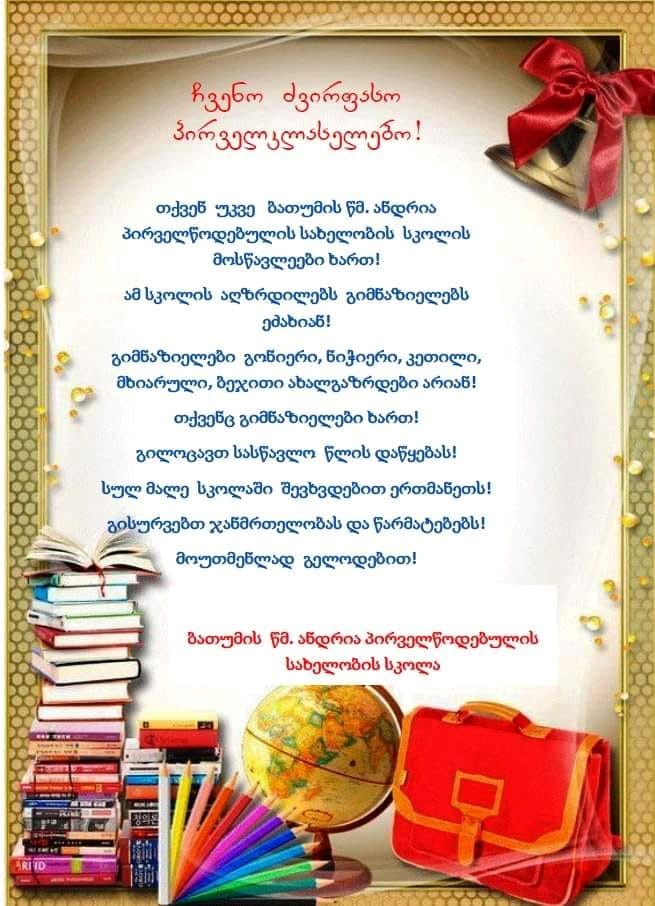 ჩვენო ძვირფასო
პირველკლასელებო!
თქვენ უკვე ბათუმის წმ. ანდრია
პირველწოდებულის სახელობის სკოლის
მოსწავლეები ხართ!
ამ სკოლის აღზრდილებს გიმნაზიელებს
ეძახიან!
გიმნაზიელები გონიერი, ნიჭიერი, კეთილი,
მხიარული, ბეჯითი ახალგაზრდები არიან!
თქვენც გიმნაზიელები ხართ!
გილოცავთ სასწავლო წლის დაწყებას!
სულ მალე სკოლაში შევხვდებით ერთმანეთს!
გისურვებთ ჯანმრთელობას და წარმატებებს!
მოუთმენლად გელოდებით!
ბათუმის წმ. ანდრია პირველწოდებულის
სახელობის სკოლა